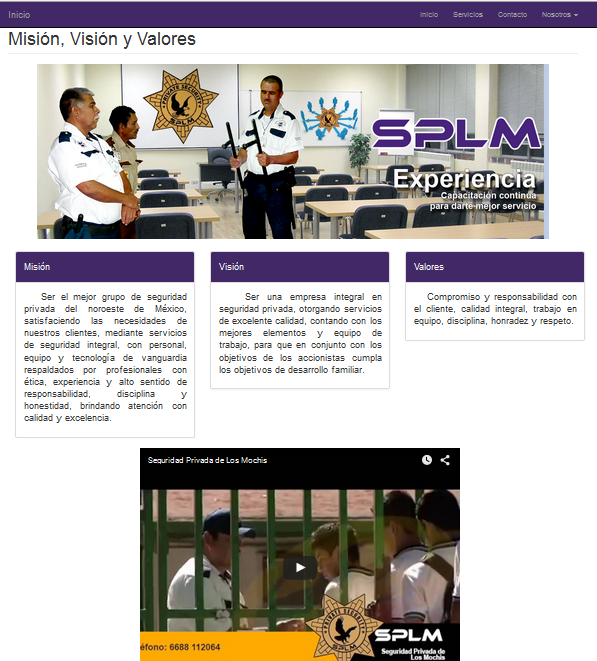 Inicio
Inicio Servicios Contacto Nosotros
Misión, Visión y Valores
PRIVATE SECURITY
SPLM
SPLM
Experiencia
Capacitación continua
para darte mejor servicio
Misión
Ser el mejor grupo de seguridad
privada del noroeste de México,
satisfaciendo las necesidades de
nuestros clientes, mediante servicios
de seguridad integral, con personal,
equipo y tecnología de vanguardia
respaldados por profesionales con
ética, experiencia y alto sentido de
responsabilidad, disciplina y
honestidad, brindando atención con
calidad y excelencia.
Visión
Ser una empresa integral en
seguridad privada, otorgando servicios
de excelente calidad, contando con los
mejores elementos y equipo de
trabajo, para que en conjunto con los
objetivos de los accionistas cumpla
los objetivos de desarrollo familiar.
Valores
Compromiso y responsabilidad con
el cliente, calidad integral, trabajo en
equipo, disciplina, honradez y respeto.
Seguridad Privada de Los Mochis
éfono: 6688 112064
PRIVATE SECURITY
SPLM
SPLM
Seguridad Privada de
Los Mochis